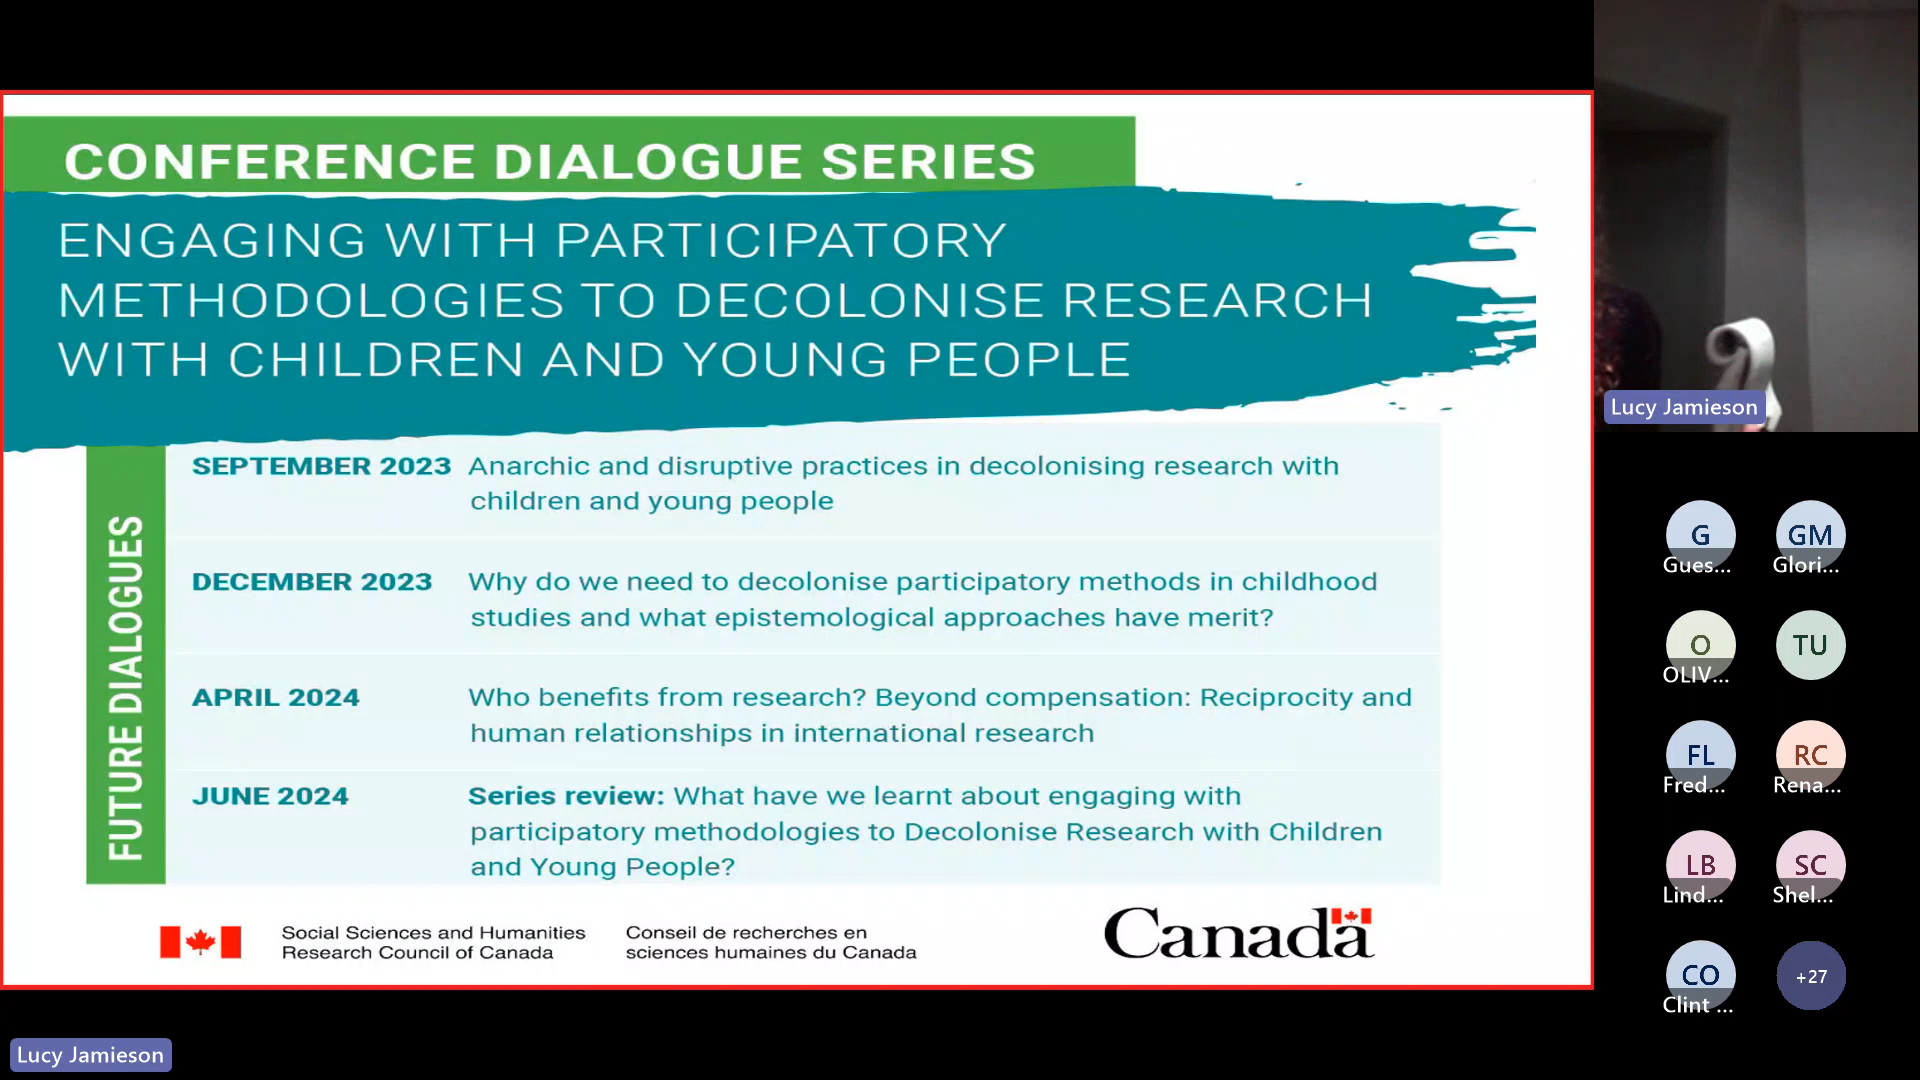 CONFERENCE DIALOGUE SERIES
ENGAGING WITH PARTICIPATORY
METHODOLOGIES TO DECOLONISE RESEARCH
WITH CHILDREN AND YOUNG PEOPLE
FUTURE DIALOGUES
SEPTEMBER 2023 Anarchic and disruptive practices in decolonising research with
children and young people
DECEMBER 2023 Why do we need to decolonise participatory methods in childhood
studies and what epistemological approaches have merit?
APRIL 2024 Who benefits from research? Beyond compensation: Reciprocity and
human relationships in international research
JUNE 2024 Series review: What have we learnt about engaging with
participatory methodologies to Decolonise Research with Children
and Young People?
Social Sciences and Humanities
Research Council of Canada
Conseil de recherches en
sciences humaines du Canada
Canada
Lucy Jamieson
Lucy Jamieson
G GM
Gues... Glori...
O TU
OLIV...
FL RC
Fred... Rena...
LB SC
Lind... Shel...
CO +27
Clint ...